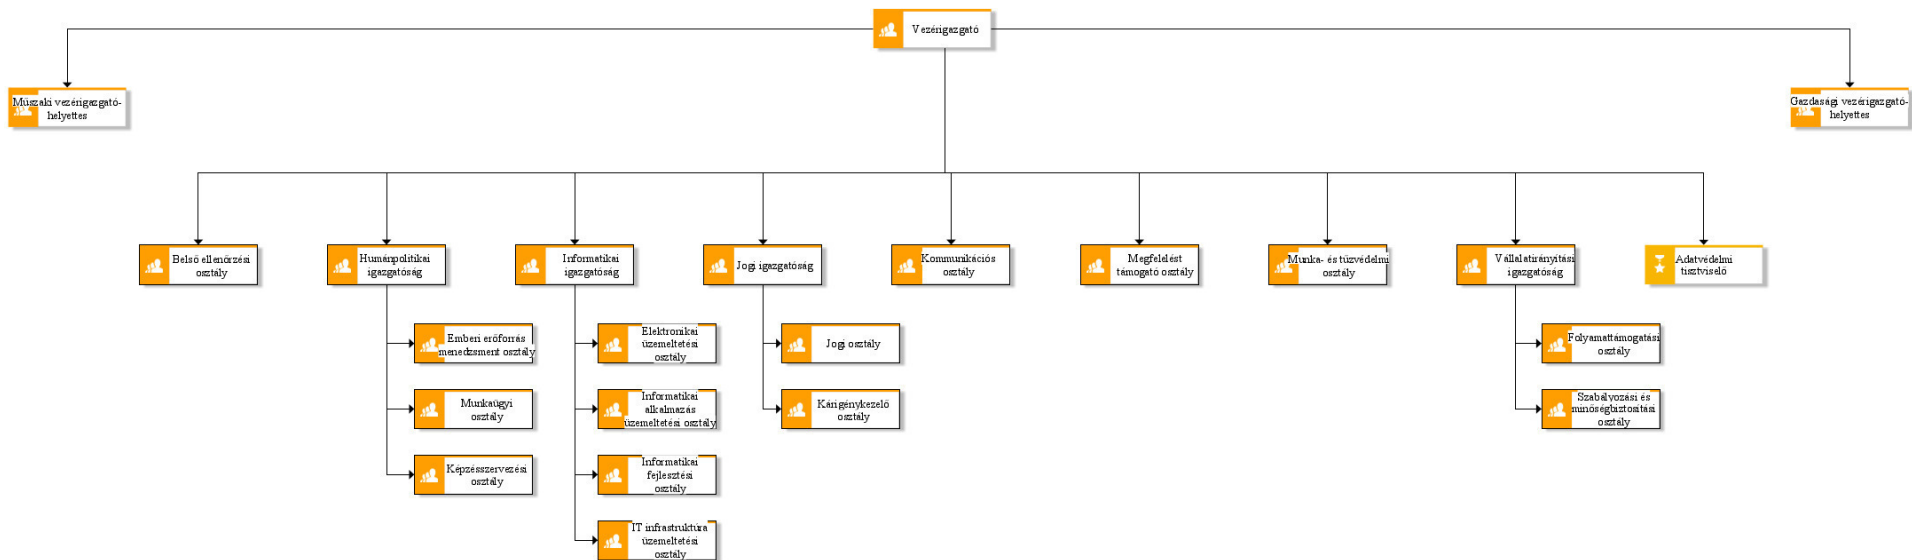 Vezérigazgató
Műszaki vezérigazgató-
helyettes
Gazdasági vezérigazgató-
helyettes
Belső ellenőrzési
osztály
Humánpolitikai
igazgatóság
Informatikai
igazgatóság
Jogi igazgatóság
Kommunikációs
osztály
Megfelelést
támogató osztály
Munka- és tűzvédelmi
osztály
Vállalatirányítási
igazgatóság
Adatvédelmi
tisztviselő
Emberi erőforrás
menedzsment osztály
Munkaügyi
osztály
Képzésszervezési
osztály
Elektronikai
üzemeltetési
osztály
Informatikai
alkalmazás
üzemeltetési osztály
Informatikai
fejlesztési
osztály
IT infrastruktúra
üzemeltetési
osztály
Jogi osztály
Kárigénykezelő
osztály
Folyamattámogatási
osztály
Szabályozási és
minőségbiztosítási
osztály